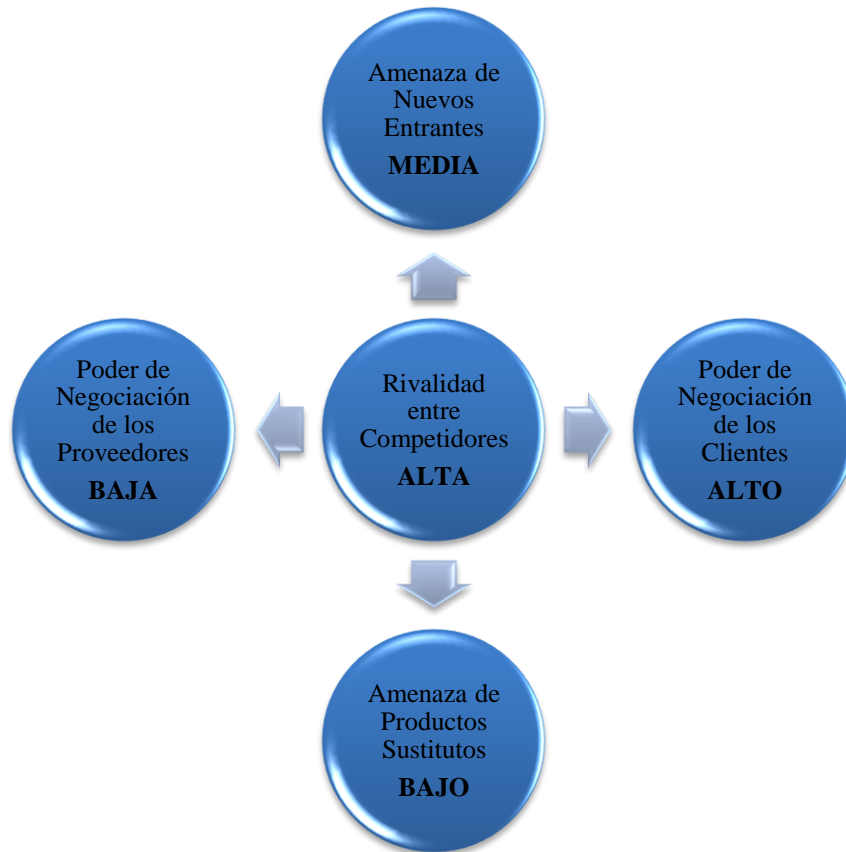 Amenaza de
Nuevos
Entrantes
MEDIA
Poder de
Negociación
de los
Proveedores
BAJA
Rivalidad
entre
Competidores
ALTA
Poder de
Negociación
de los
Clientes
ALTO
Amenaza de
Productos
Sustitutos
BAJO